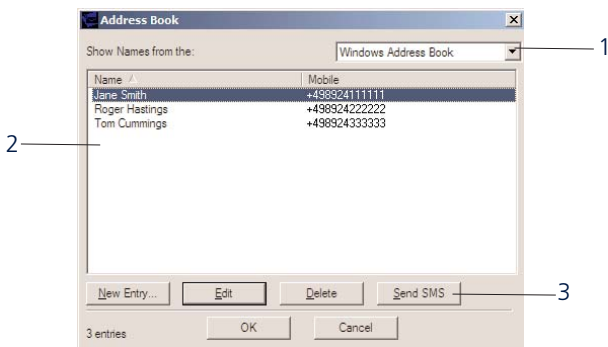 Address Book
Show Names from the: Windows Address Book
1
Name Mobile
Jane Smith +498924111111
Roger Hastings +498924222222
Tom Cummings +498924333333
2
New Entry... Edit Delete Send SMS
3
3 entries OK Cancel